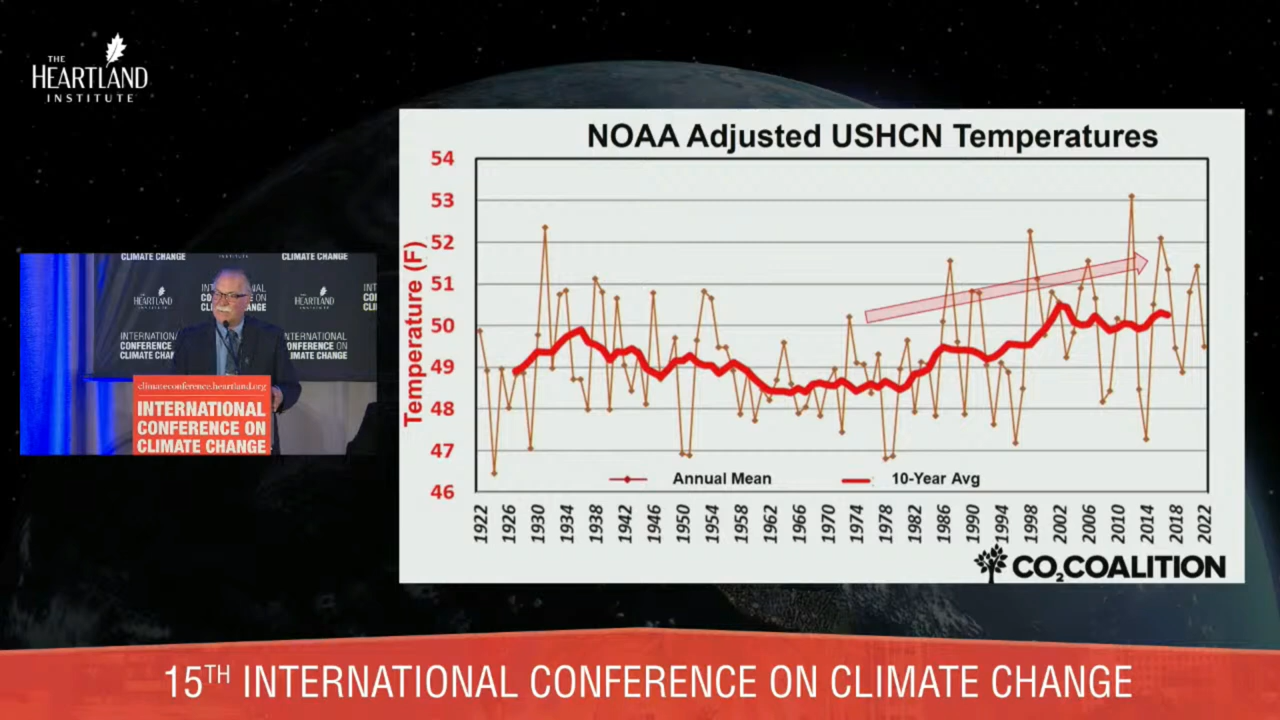 THE
HEARTLAND
INSTITUTE
NOAA Adjusted USHCN Temperatures
54
53
52
51
50
49
48
47
46
Temperature (F)
Annual Mean
10-Year Avg
1922 1926 1930 1934 1938 1942 1946 1950 1954 1958 1962 1966 1970 1974 1978 1982 1986 1990 1994 1998 2002 2006 2010 2014 2018 2022
CO₂COALITION
CLIMATE CHANGE
CLIMATE CHANGE
HEARTLAND
HEARTLAND
INTERNATIONAL
CONFERENCE ON
CLIMATE CHANGE
climateconference.heartland.org
INTERNATIONAL
CONFERENCE ON
CLIMATE CHANGE
15TH INTERNATIONAL CONFERENCE ON CLIMATE CHANGE